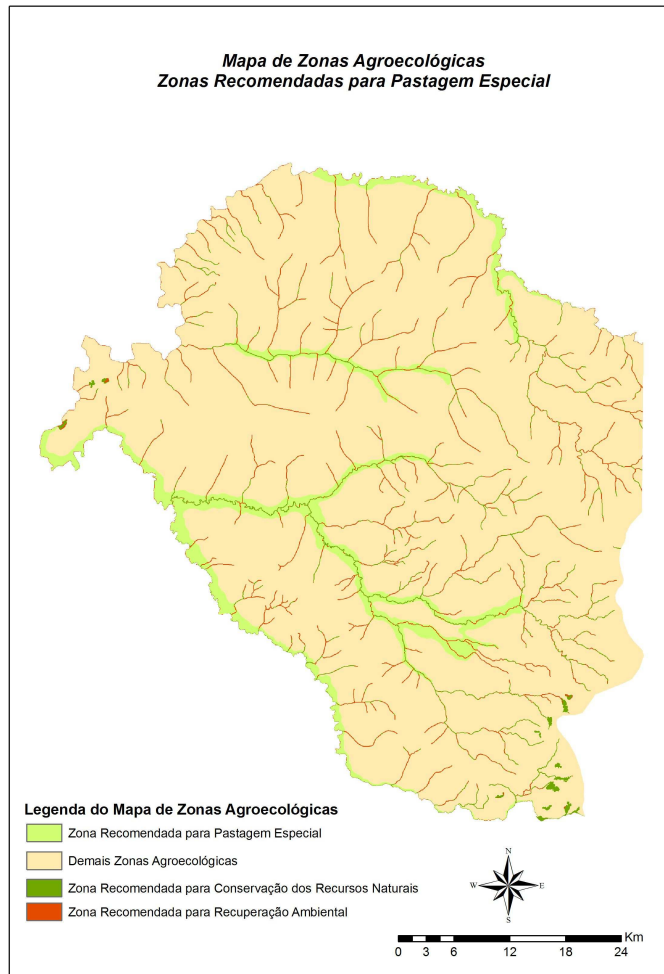 Mapa de Zonas Agroecológicas
Zonas Recomendadas para Pastagem Especial
Legenda do Mapa de Zonas Agroecológicas
Zona Recomendada para Pastagem Especial
Demais Zonas Agroecológicas
Zona Recomendada para Conservação dos Recursos Naturais
Zona Recomendada para Recuperação Ambiental
N
W E
S
Km
0 3 6 12 18 24